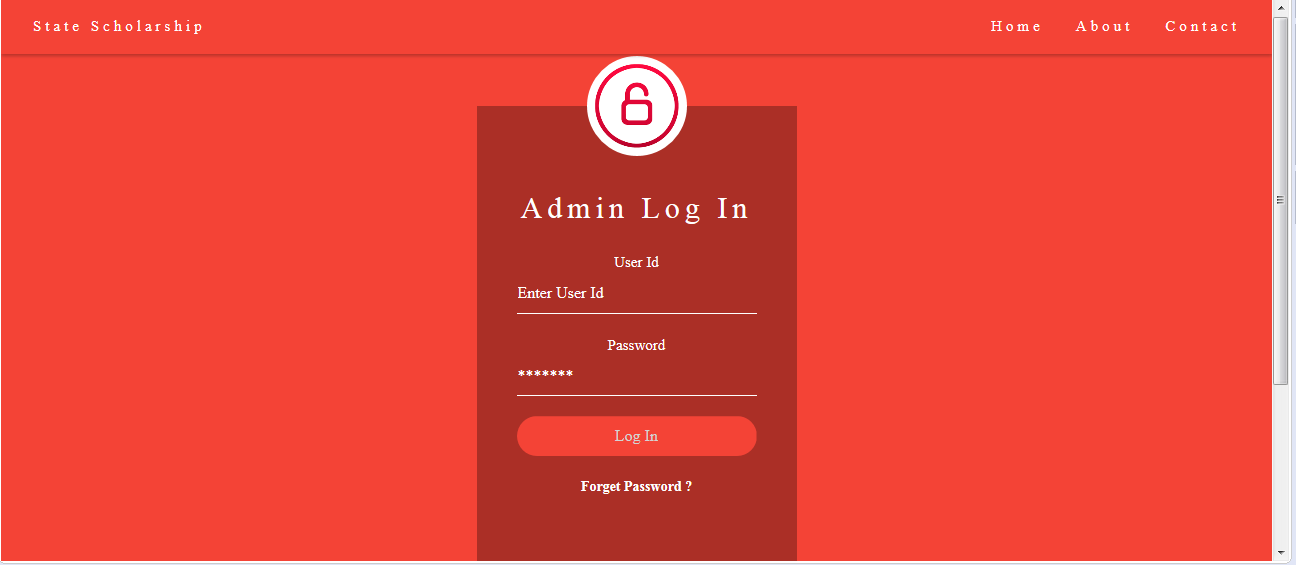 State Scholarship
Home About Contact
Admin Log In
User Id
Enter User Id
Password
*******
Log In
Forget Password ?